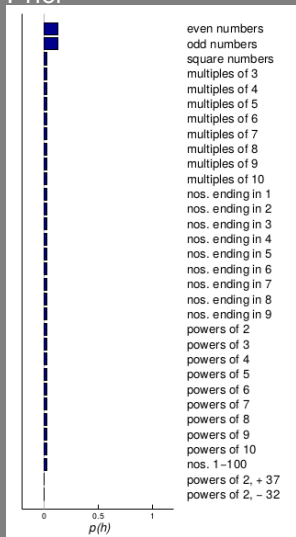 even numbers
odd numbers
square numbers
multiples of 3
multiples of 4
multiples of 5
multiples of 6
multiples of 7
multiples of 8
multiples of 9
multiples of 10
nos. ending in 1
nos. ending in 2
nos. ending in 3
nos. ending in 4
nos. ending in 5
nos. ending in 6
nos. ending in 7
nos. ending in 8
nos. ending in 9
powers of 2
powers of 3
powers of 4
powers of 5
powers of 6
powers of 7
powers of 8
powers of 9
powers of 10
nos. 1−100
powers of 2, + 37
powers of 2, − 32
0 0.5 1
p(h)